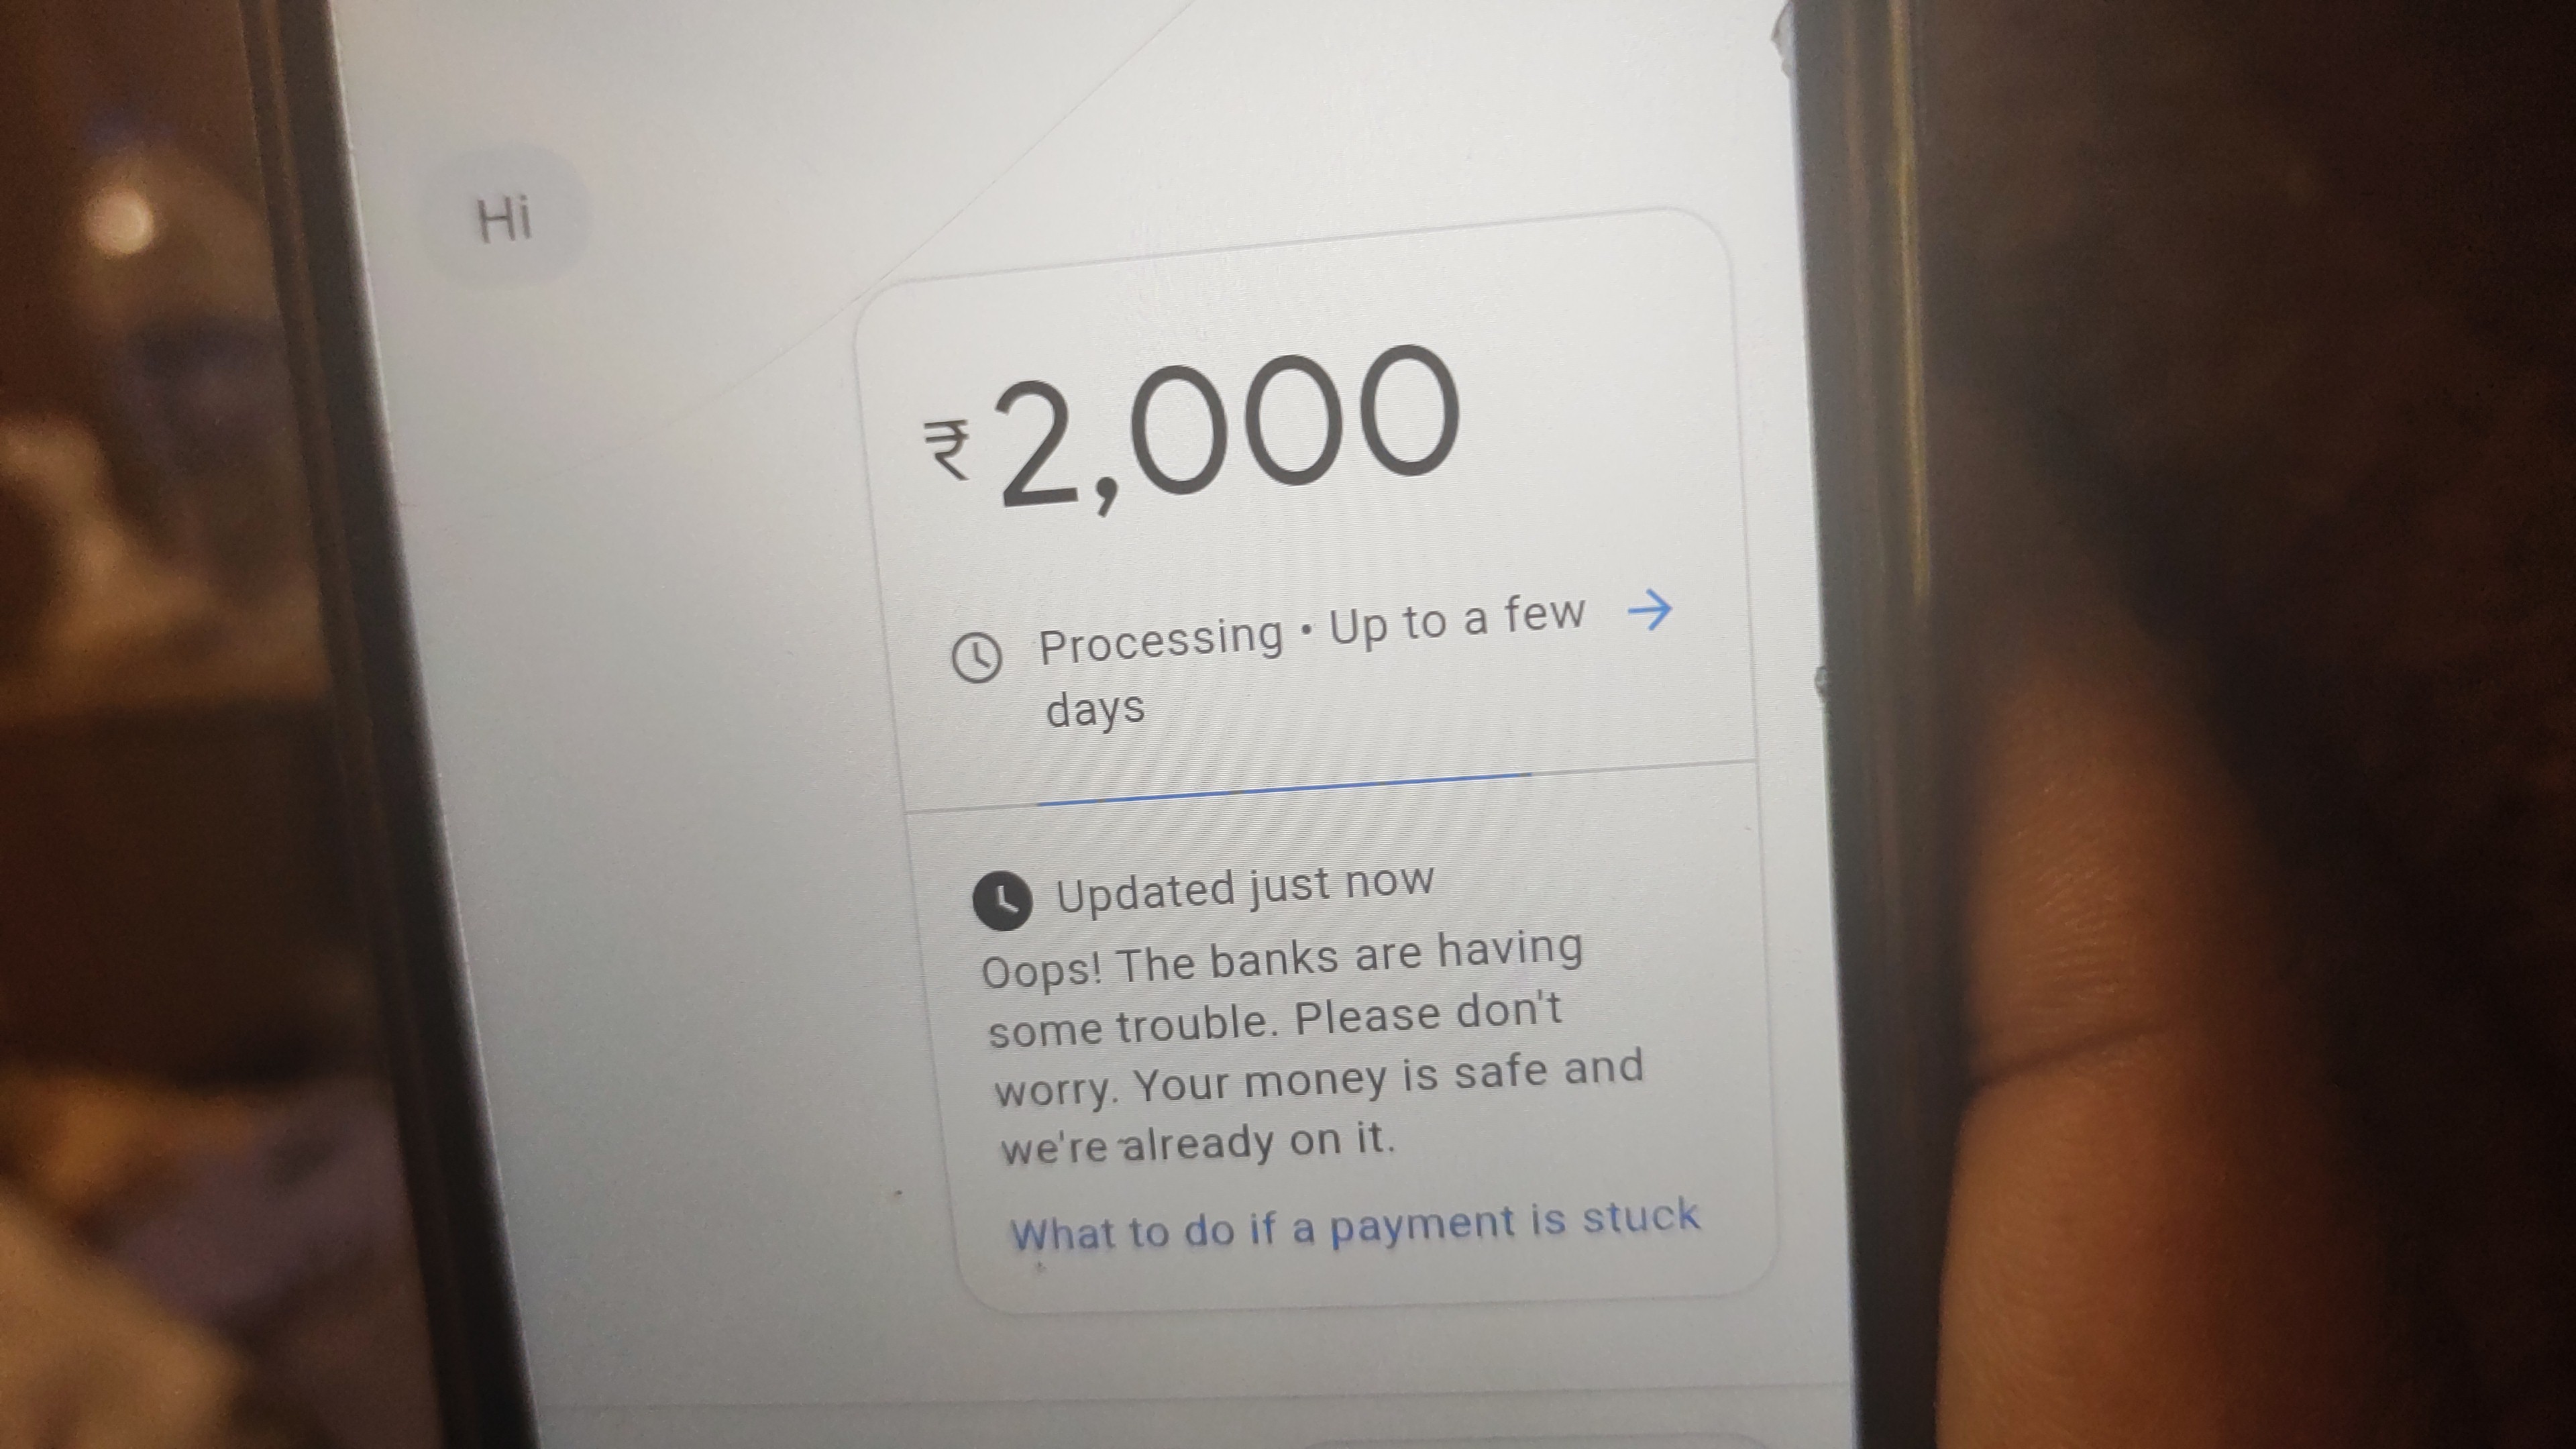 Hi
₹2,000
Processing • Up to a few
days
Updated just now
Oops! The banks are having
some trouble. Please don't
worry. Your money is safe and
we're already on it.
What to do if a payment is stuck